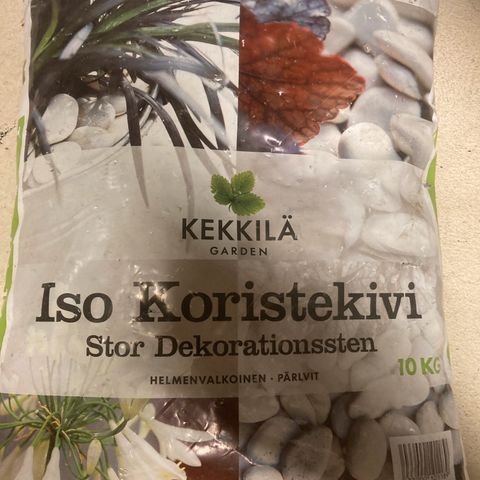 KEKKILÄ
GARDEN
Iso Koristekivi
Stor Dekorationssten
10 KG
HELMENVALKOINEN · PÄRLVIT